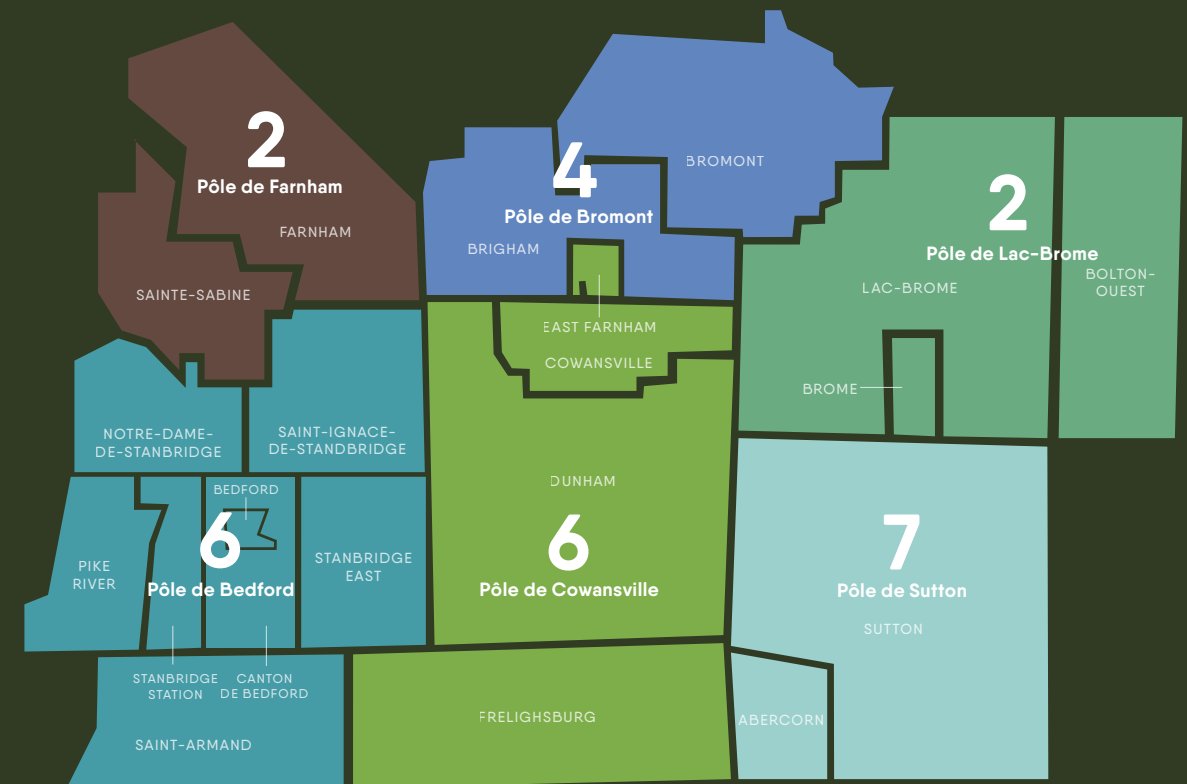 2
Pôle de Farnham
FARNHAM
SAINTE-SABINE
4
Pôle de Bromont
BROMONT
BRIGHAM
2
Pôle de Lac-Brome
BOLTON-
OUEST
LAC-BROME
BROME
EAST FARNHAM
COWANSVILLE
DUNHAM
6
Pôle de Cowansville
FRELIGHSBURG
NOTRE-DAME-
DE-STANBRIDGE
SAINT-IGNACE-
DE-STANDBRIDGE
BEDFORD
6
Pôle de Bedford
PIKE
RIVER
STANBRIDGE
EAST
STANBRIDGE
STATION
CANTON
DE BEDFORD
SAINT-ARMAND
7
Pôle de Sutton
SUTTON
ABERCORN